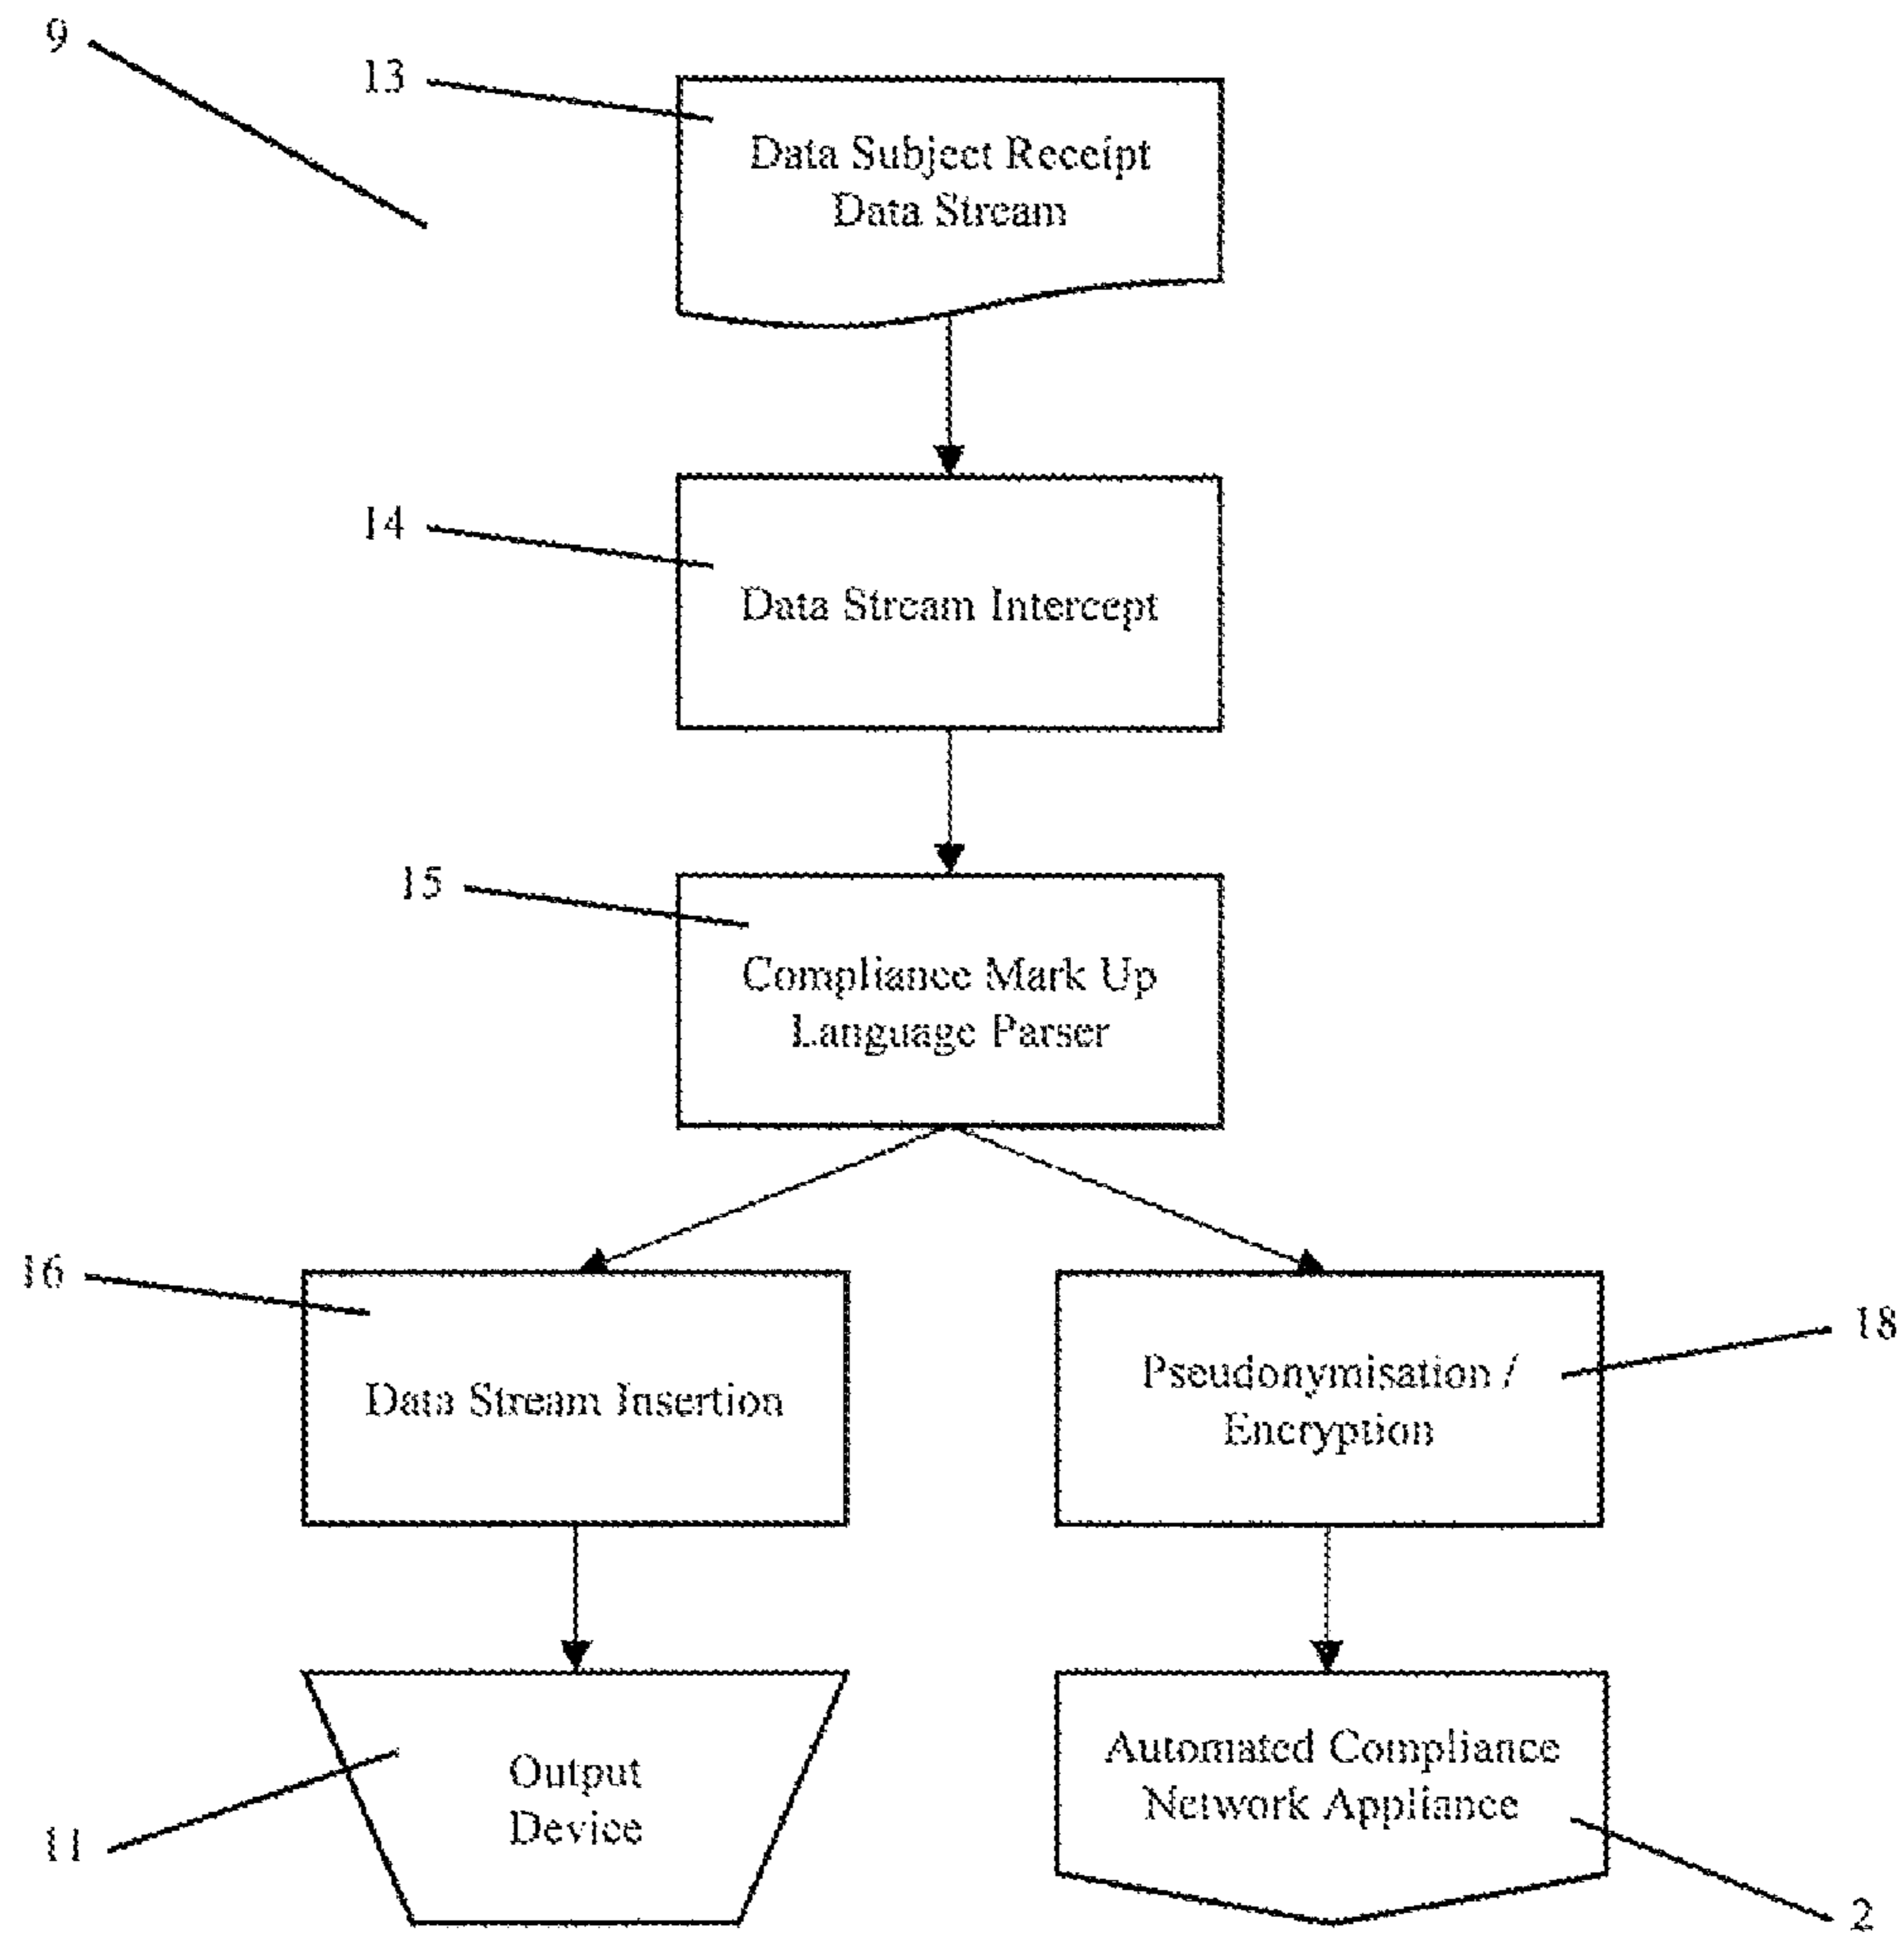 9
13
Data Subject Receipt
Data Stream
14
Data Stream Intercept
15
Compliance Mark Up
Language Parser
16
Data Stream Insertion
18
Pseudonymisation /
Encryption
11
Output
Device
Automated Compliance
Network Appliance
2